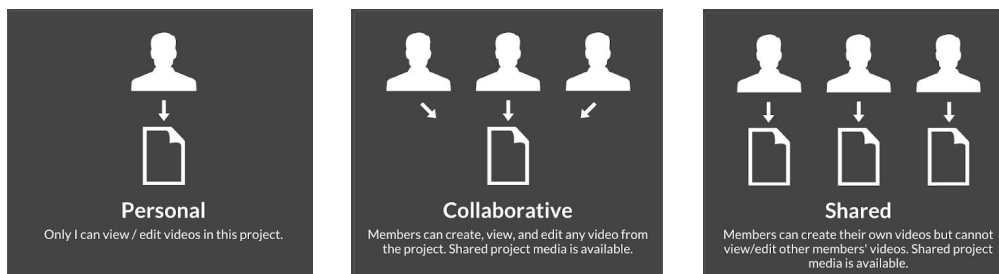 Personal
Only I can view / edit videos in this project.
Collaborative
Members can create, view, and edit any video from
the project. Shared project media is available.
Shared
Members can create their own videos but cannot
view/edit other members' videos. Shared project
media is available.